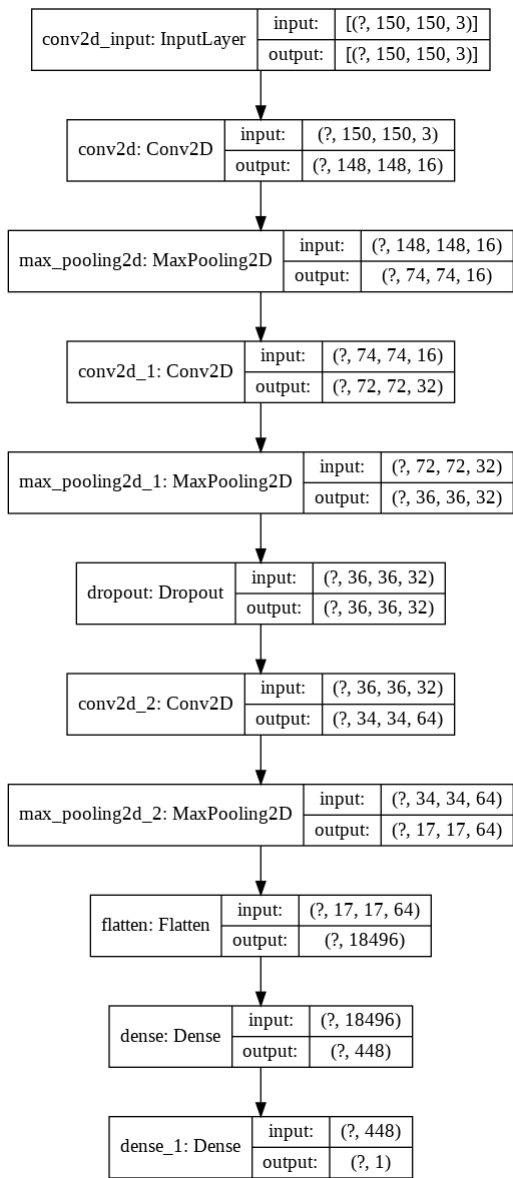 conv2d_input: InputLayer
input: [(?, 150, 150, 3)]
output: [(?, 150, 150, 3)]
conv2d: Conv2D
input: (?, 150, 150, 3)
output: (?, 148, 148, 16)
max_pooling2d: MaxPooling2D
input: (?, 148, 148, 16)
output: (?, 74, 74, 16)
conv2d_1: Conv2D
input: (?, 74, 74, 16)
output: (?, 72, 72, 32)
max_pooling2d_1: MaxPooling2D
input: (?, 72, 72, 32)
output: (?, 36, 36, 32)
dropout: Dropout
input: (?, 36, 36, 32)
output: (?, 36, 36, 32)
conv2d_2: Conv2D
input: (?, 36, 36, 32)
output: (?, 34, 34, 64)
max_pooling2d_2: MaxPooling2D
input: (?, 34, 34, 64)
output: (?, 17, 17, 64)
flatten: Flatten
input: (?, 17, 17, 64)
output: (?, 18496)
dense: Dense
input: (?, 18496)
output: (?, 448)
dense_1: Dense
input: (?, 448)
output: (?, 1)